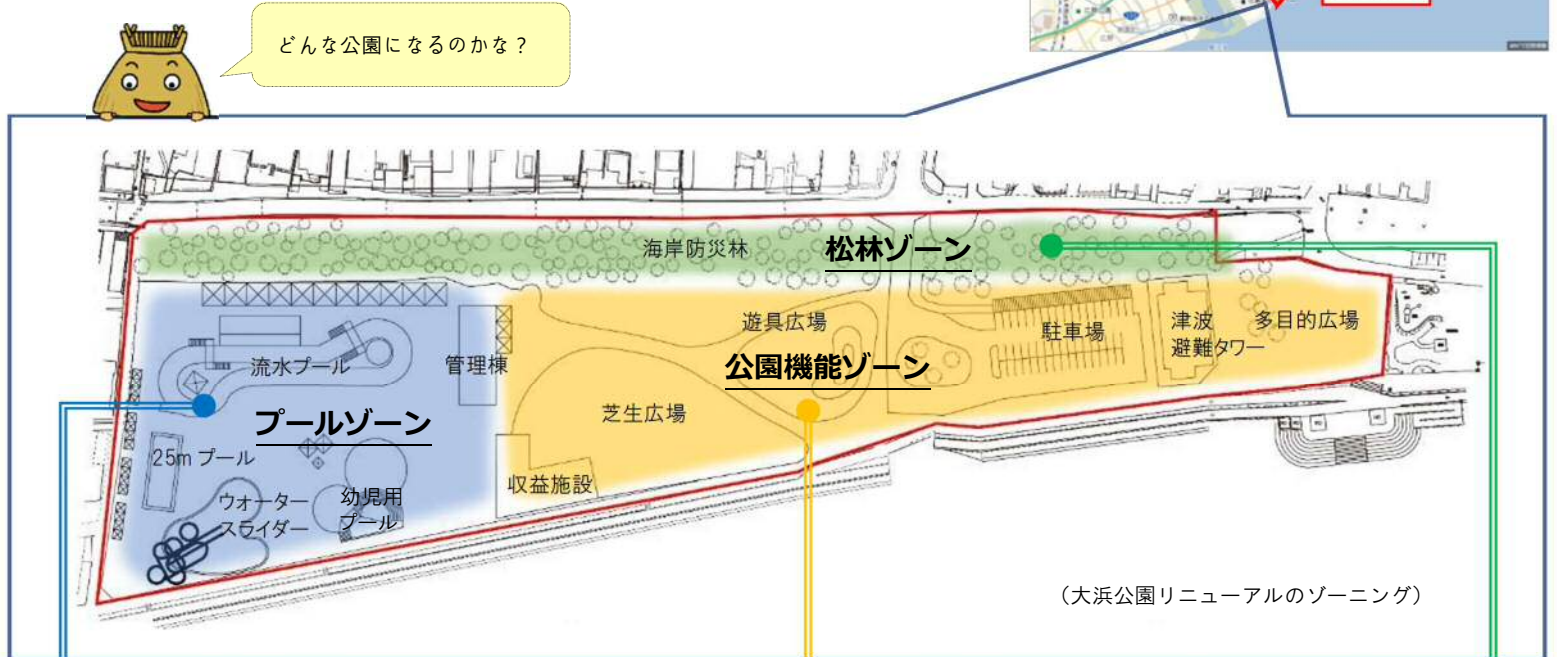 どんな公園になるのかな？
海岸防災林
松林ゾーン
遊具広場
駐車場
津波
避難タワー
多目的広場
流水プール
管理棟
公園機能ゾーン
芝生広場
プールゾーン
25m プール
収益施設
ウォーター
スライダー
幼児用
プール
（大浜公園リニューアルのゾーニング）